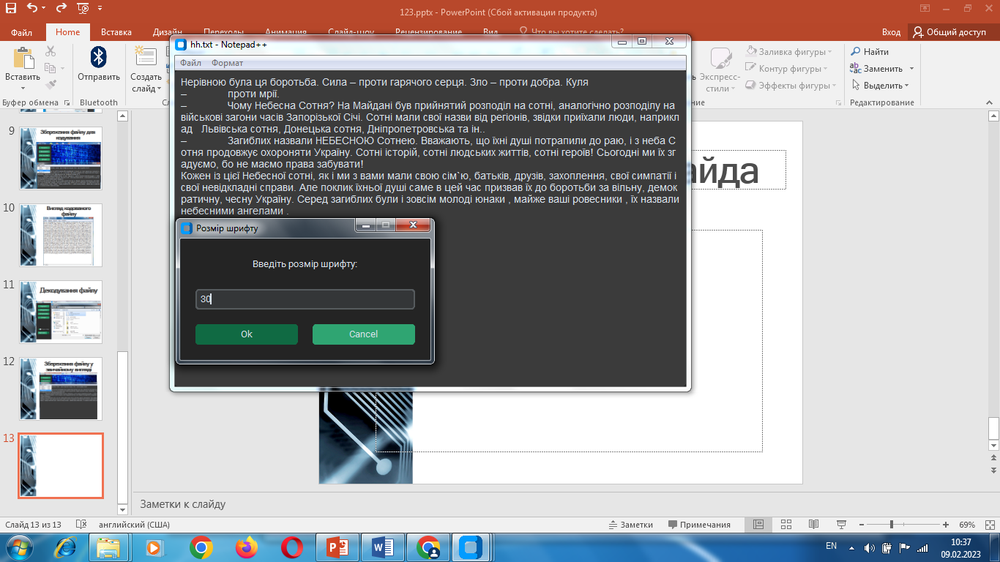 123.pptx - PowerPoint (Сбой активации продукта)
Файл
Home
Вставка
Дизайн
Переходы
Анимация
Слайд-шоу
Рецензирование
Вид
Что вы хотите сделать?
Вход
Общий доступ
Вставить
Отправить
Создать
слайд
Экспресс-
стили
Заливка фигуры
Контур фигуры
Эффекты фигуры
Найти
Заменить
Выделить
Буфер обмена
Bluetooth
Редактирование
hh.txt - Notepad++
Файл Формат
Нерівною була ця боротьба. Сила – проти гарячого серця. Зло – проти добра. Куля
– проти мрії.
– Чому Небесна Сотня? На Майдані був прийнятий розподіл на сотні, аналогічно розподілу на
військові загони часів Запорізької Січі. Сотні мали свої назви від регіонів, звідки приїхали люди, наприкл
ад Львівська сотня, Донецька сотня, Дніпропетровська та ін..
– Загиблих назвали НЕБЕСНОЮ Сотнею. Вважають, що їхні душі потрапили до раю, і з неба С
отня продовжує охороняти Україну. Сотні історій, сотні людських життів, сотні героїв! Сьогодні ми їх зг
адуємо, бо не маємо права забувати!
Кожен із цієї Небесної сотні, як і ми з вами мали свою сім`ю, батьків, друзів, захоплення, свої симпатії і
свої невідкладні справи. Але поклик їхньої душі саме в цей час призвав їх до боротьби за вільну, демок
ратичну, чесну Україну. Серед загиблих були і зовсім молоді юнаки , майже ваші ровесники , їх назвали
небесними ангелами .
Розмір шрифту
Введіть розмір шрифту:
30
Ok
Cancel
айда
9
Збереження файлу для
кодування
10
Вигляд кодованого
файлу
11
Декодування файлу
12
Збереження файлу у
звичайному вигляді
13
Заметки к слайду
Слайд 13 из 13
английский (США)
Заметки
Примечания
69%
EN
10:37
09.02.2023